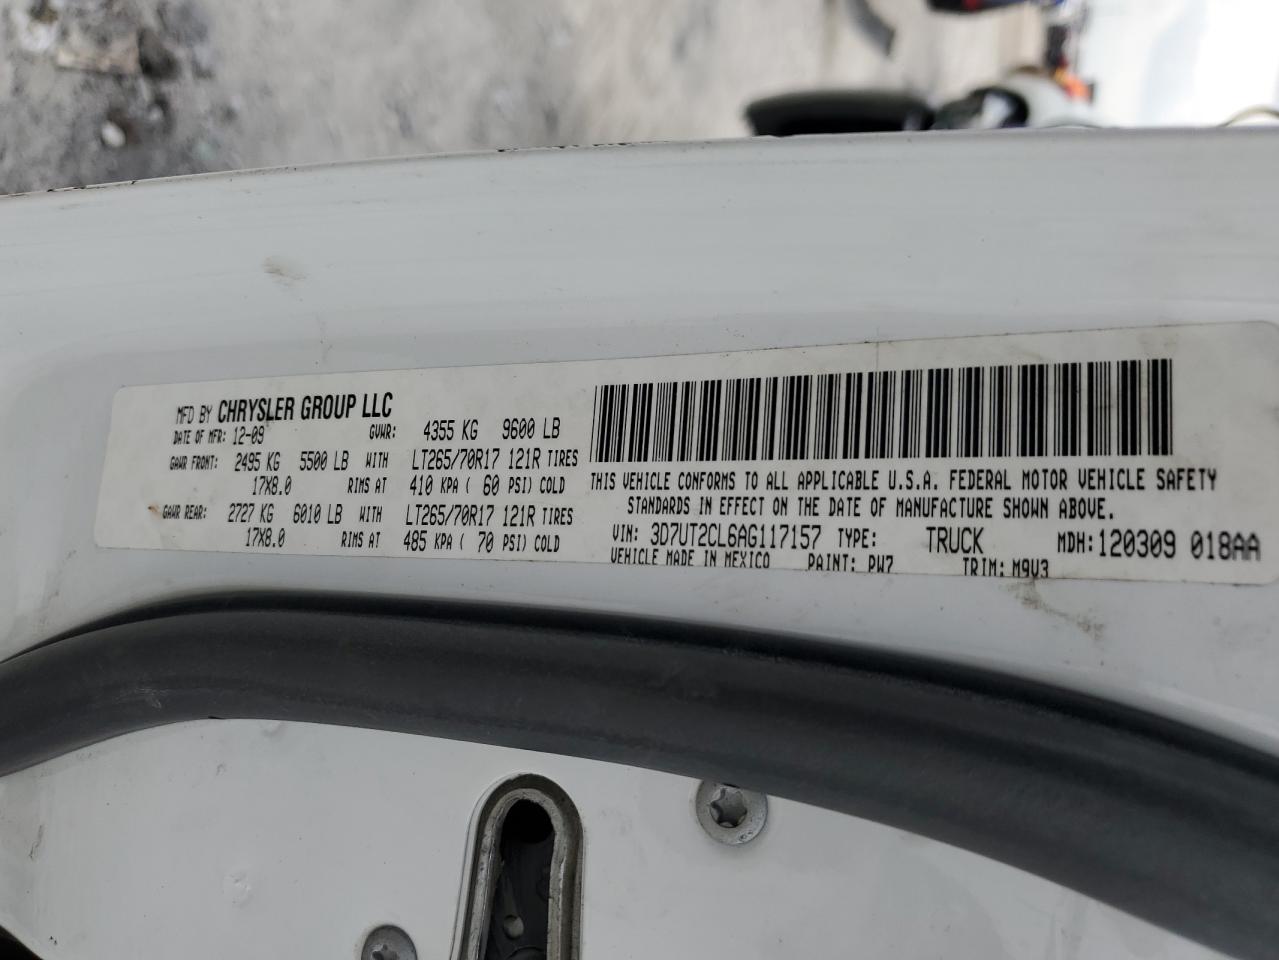 MFD BY CHRYSLER GROUP LLC
DATE OF MFR: 12-09 GVWR: 4355 KG 9600 LB
GAWR FRONT: 2495 KG 5500 LB WITH LT265/70R17 121R TIRES
17X8.0 RIMS AT 410 KPA ( 60 PSI) COLD
GAWR REAR: 2727 KG 6010 LB WITH LT265/70R17 121R TIRES
17X8.0 RIMS AT 485 KPA ( 70 PSI) COLD
THIS VEHICLE CONFORMS TO ALL APPLICABLE U.S.A. FEDERAL MOTOR VEHICLE SAFETY
STANDARDS IN EFFECT ON THE DATE OF MANUFACTURE SHOWN ABOVE.
VIN: 3D7UT2CL6AG117157 TYPE: TRUCK MDH:120309 018AA
VEHICLE MADE IN MEXICO PAINT: PW7 TRIM: M9V3